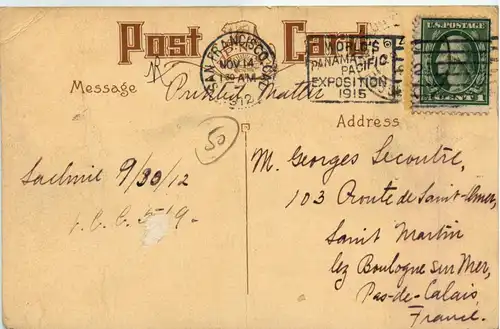 Post Card
SAN FRANCISCO, CAL.
NOV 14
30 AM
1912
WORLD'S
PANAMA PACIFIC
EXPOSITION
1915
U.S. POSTAGE
1 CENT 1
Message
Printed Matter
Address
50
M. Georges Lecoutre,
9/30/12
103 Route de Saint-Omer,
I.C.C. 519.
Saint Martin
lez Boulogne sur Mer,
Pas-de-Calais,
France.